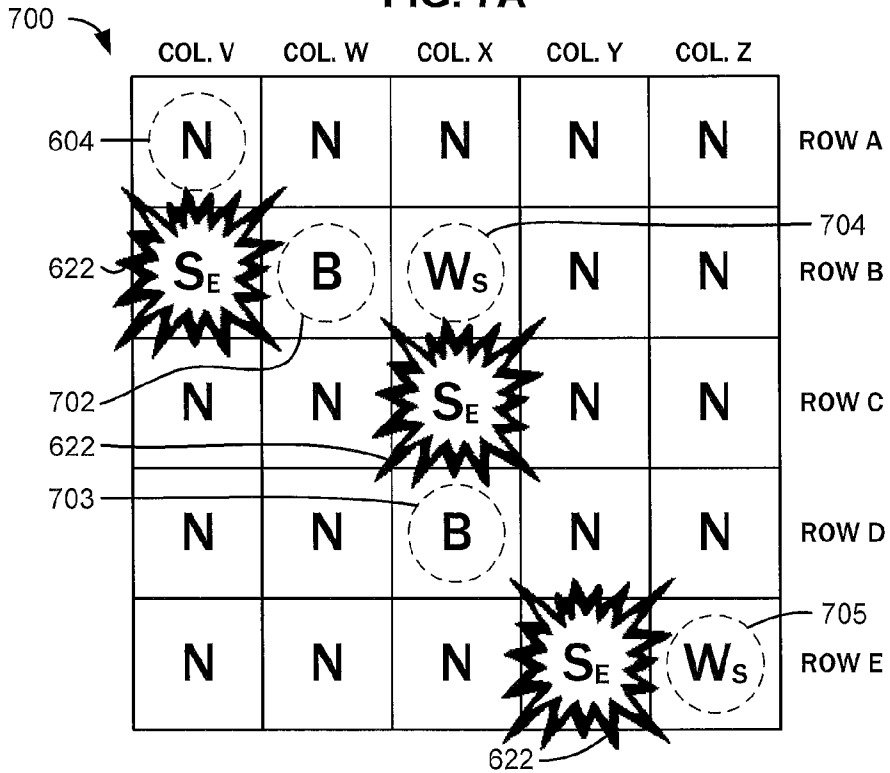 FIG. 7A
700
COL. V COL. W COL. X COL. Y COL. Z
604 N N N N N ROW A
622 SE B WS N N ROW B 704
702 N N SE N N ROW C
622
703 N N B N N ROW D
N N N SE WS ROW E 705
622